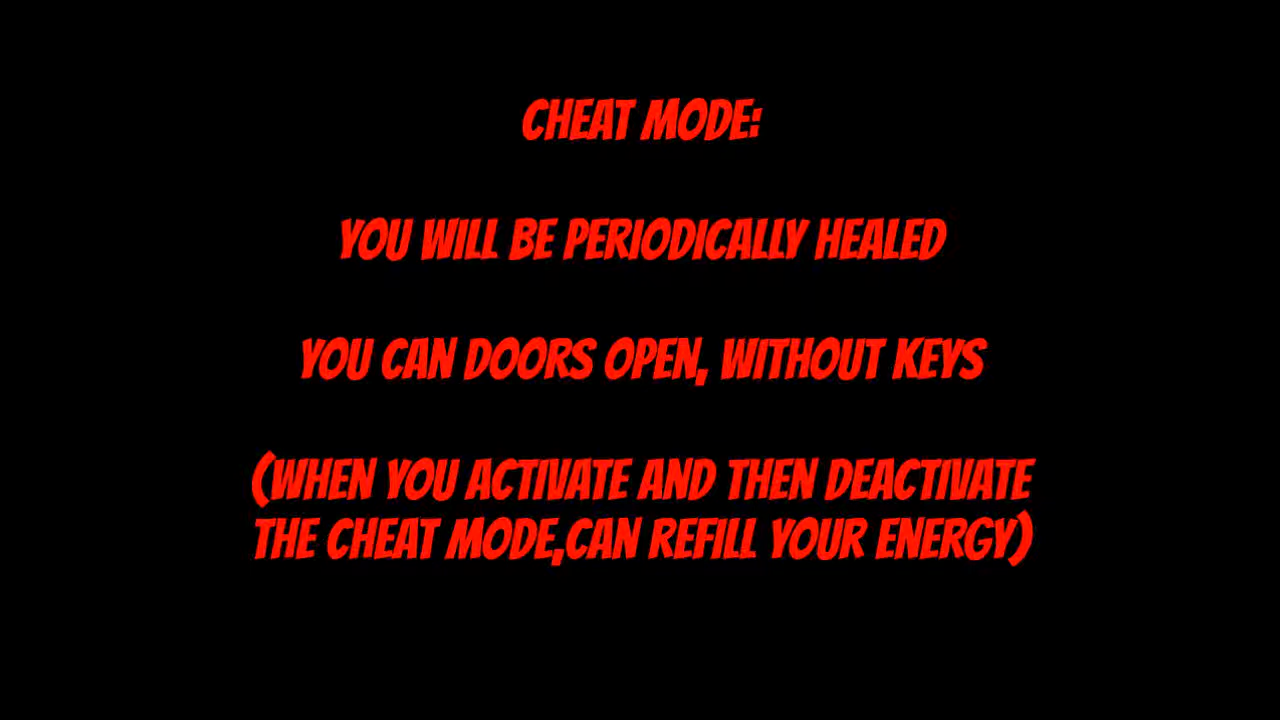 CHEAT MODE:
YOU WILL BE PERIODICALLY HEALED
YOU CAN DOORS OPEN, WITHOUT KEYS
(WHEN YOU ACTIVATE AND THEN DEACTIVATE
THE CHEAT MODE,CAN REFILL YOUR ENERGY)